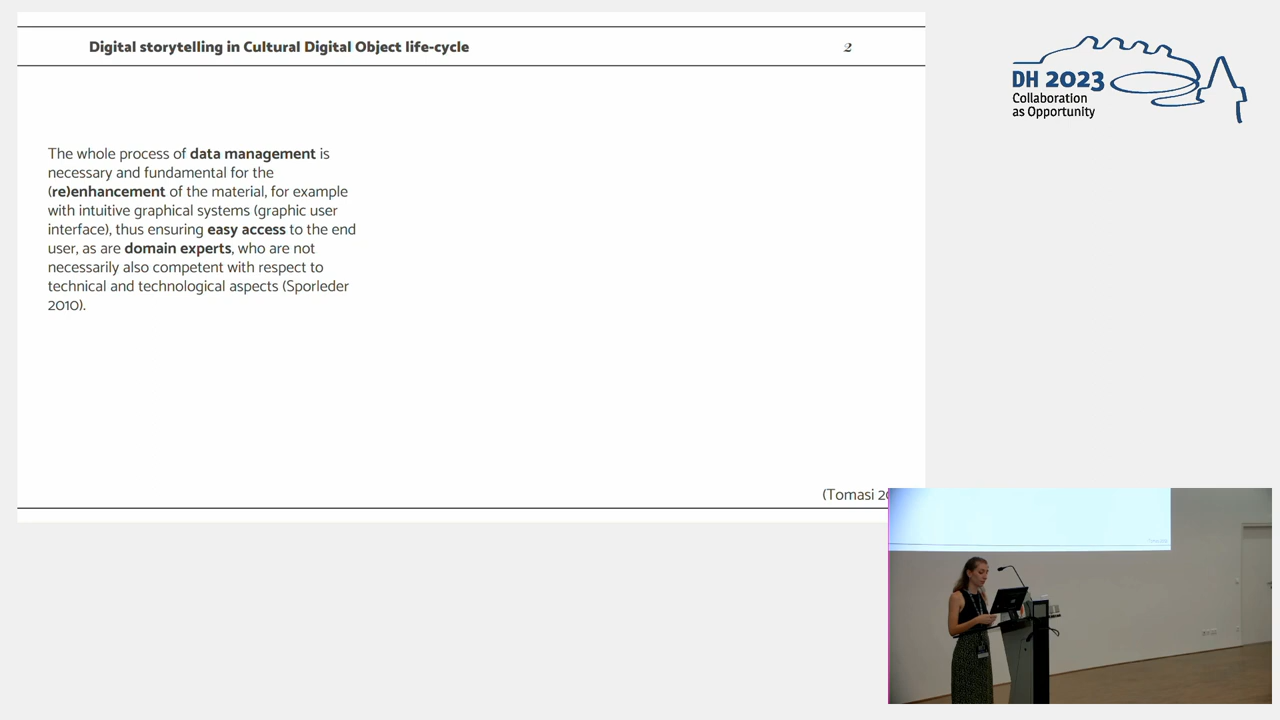 Digital storytelling in Cultural Digital Object life-cycle 2
The whole process of data management is
necessary and fundamental for the
(re)enhancement of the material, for example
with intuitive graphical systems (graphic user
interface), thus ensuring easy access to the end
user, as are domain experts, who are not
necessarily also competent with respect to
technical and technological aspects (Sporleder
2010).
(Tomasi
DH 2023
Collaboration
as Opportunity